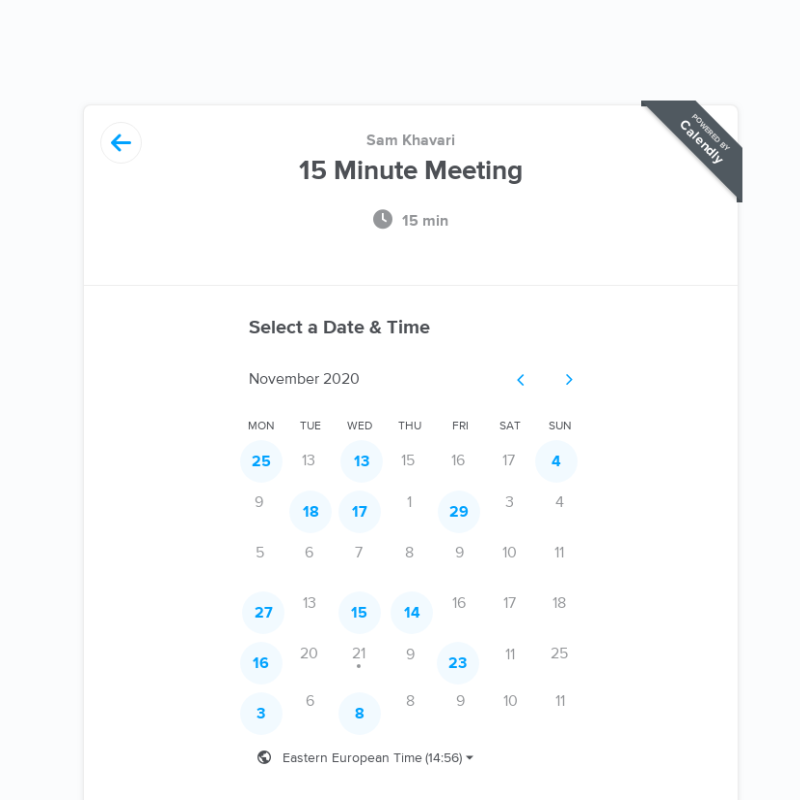 POWERED BY
Calendly
Sam Khavari
15 Minute Meeting
15 min
Select a Date & Time
November 2020
MON TUE WED THU FRI SAT SUN
25 13 13 15 16 17 4
9 18 17 1 29 3 4
5 6 7 8 9 10 11
27 13 15 14 16 17 18
16 20 21 9 23 11 25
3 6 8 8 9 10 11
Eastern European Time (14:56)